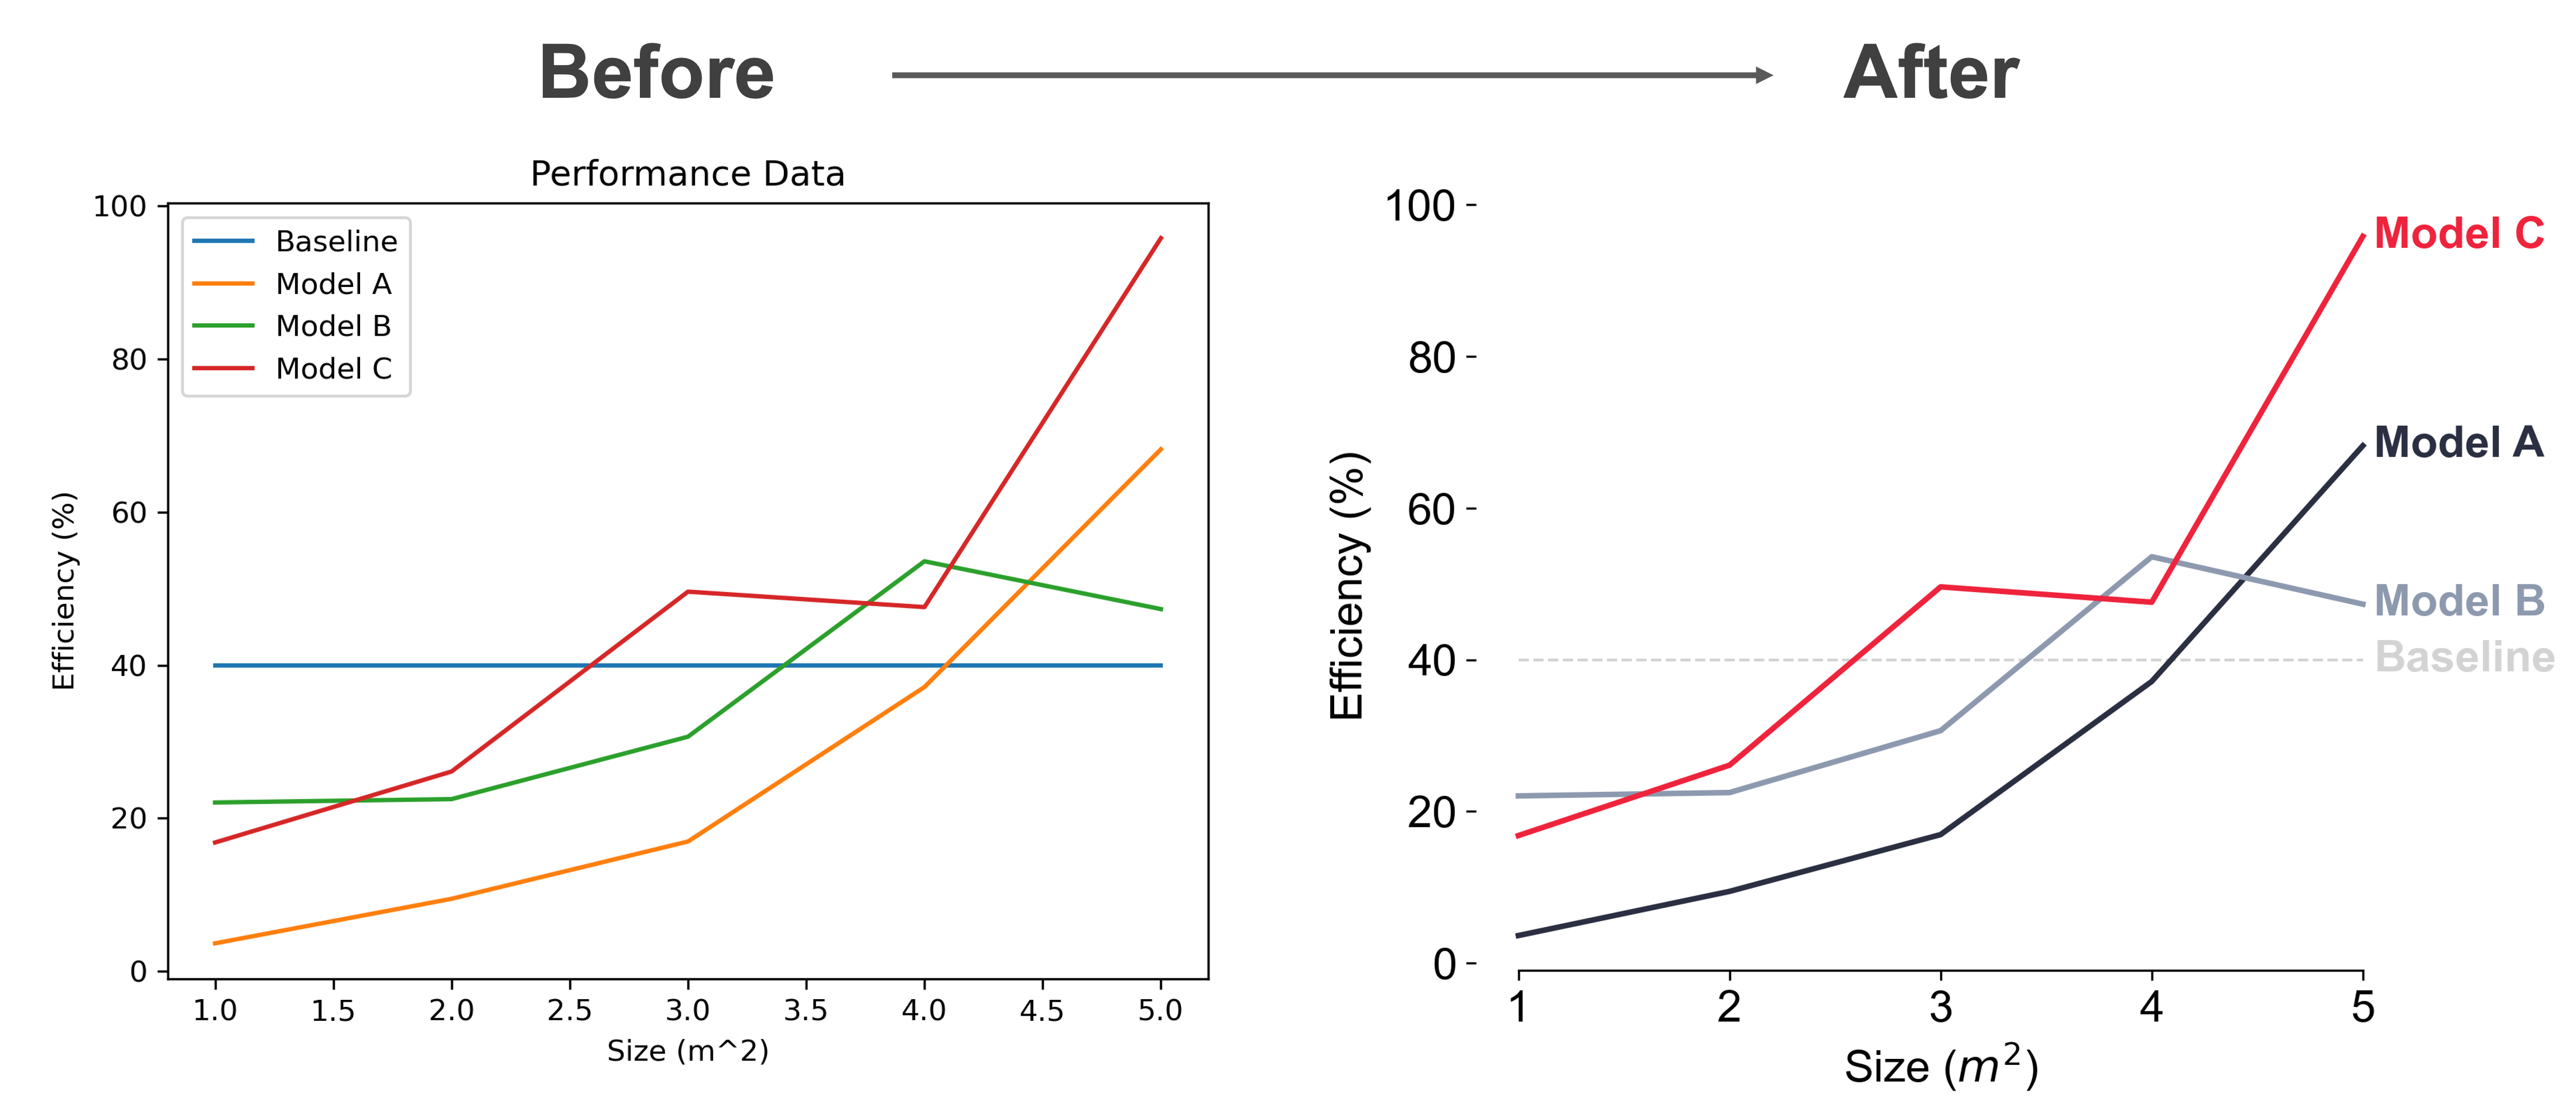 Before
After
Performance Data
100
80
60
40
20
0
Efficiency (%)
Baseline
Model A
Model B
Model C
1.0 1.5 2.0 2.5 3.0 3.5 4.0 4.5 5.0
Size (m^2)
100
80
60
40
20
0
Efficiency (%)
Model C
Model A
Model B
Baseline
1 2 3 4 5
Size (m²)